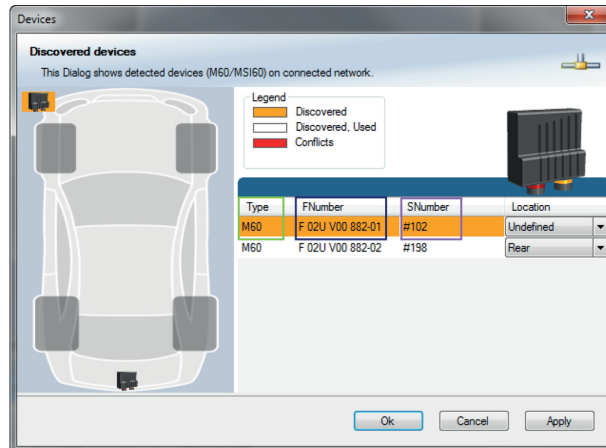 Devices
Discovered devices
This Dialog shows detected devices (M60/MSI60) on connected network.
Legend
Discovered
Discovered, Used
Conflicts
Type FNumber SNumber Location
M60 F 02U V00 882-01 #102 Undefined
M60 F 02U V00 882-02 #198 Rear
Ok Cancel Apply